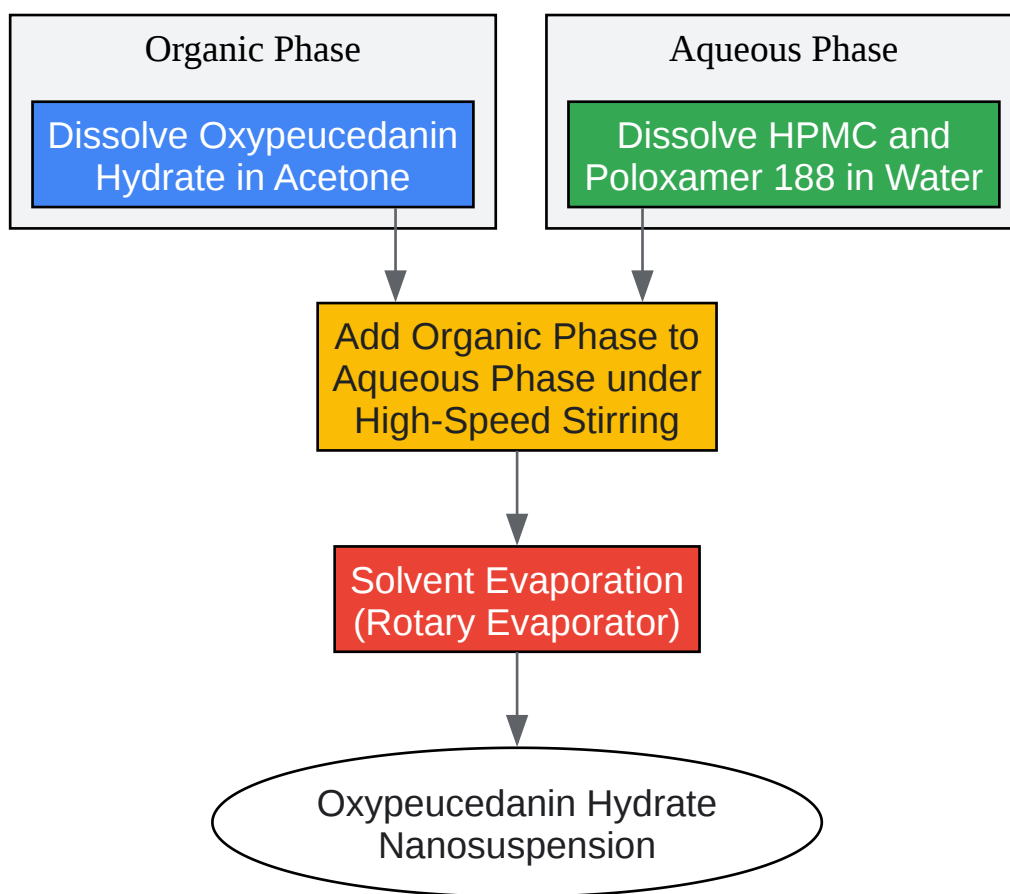 Organic Phase
Dissolve Oxypeucedanin
Hydrate in Acetone
Aqueous Phase
Dissolve HPMC and
Poloxamer 188 in Water
Add Organic Phase to
Aqueous Phase under
High-Speed Stirring
Solvent Evaporation
(Rotary Evaporator)
Oxypeucedanin Hydrate
Nanosuspension